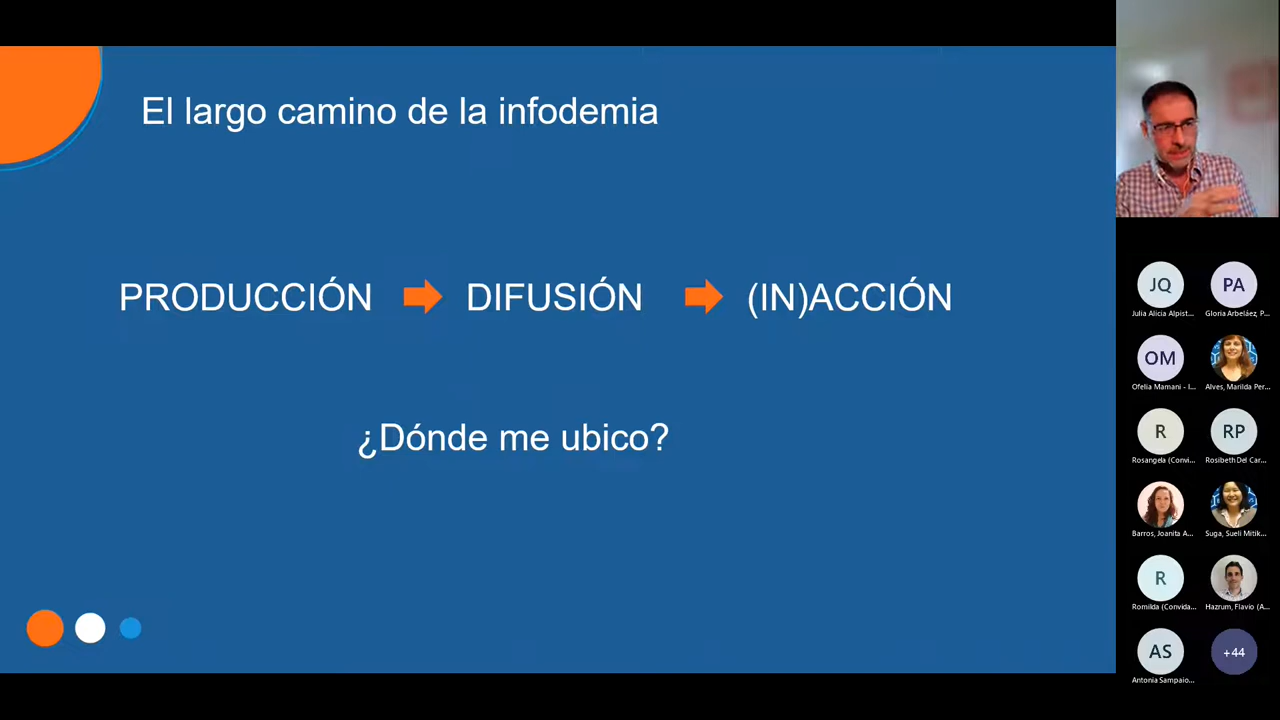 El largo camino de la infodemia
PRODUCCIÓN DIFUSIÓN (IN)ACCIÓN
¿Dónde me ubico?
JQ PA
Julia Alicia Alpist... Gloria Arbeláez, P...
OM
Ofelia Mamani - I... Alves, Marilda Per...
R RP
Rosangela (Convi... Rosibeth Del Car...
Barros, Joanita A... Suga, Sueli Mitik...
R
Romilda (Convida... Hazrum, Flavio (A...
AS +44
Antonia Sampaio...